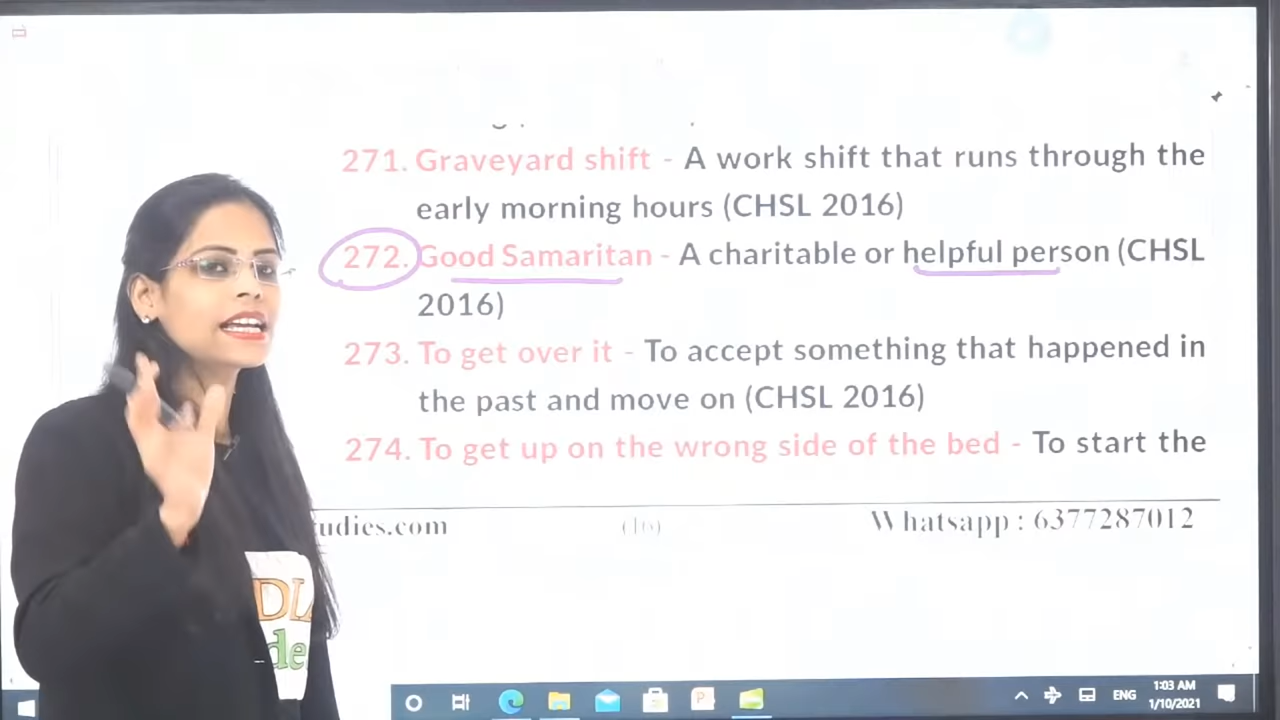 271. Graveyard shift - A work shift that runs through the
early morning hours (CHSL 2016)
272. Good Samaritan - A charitable or helpful person (CHSL
2016)
273. To get over it - To accept something that happened in
the past and move on (CHSL 2016)
274. To get up on the wrong side of the bed - To start the
udies.com (16) Whatsapp : 6377287012
DL
de
ENG
1:03 AM
1/10/2021